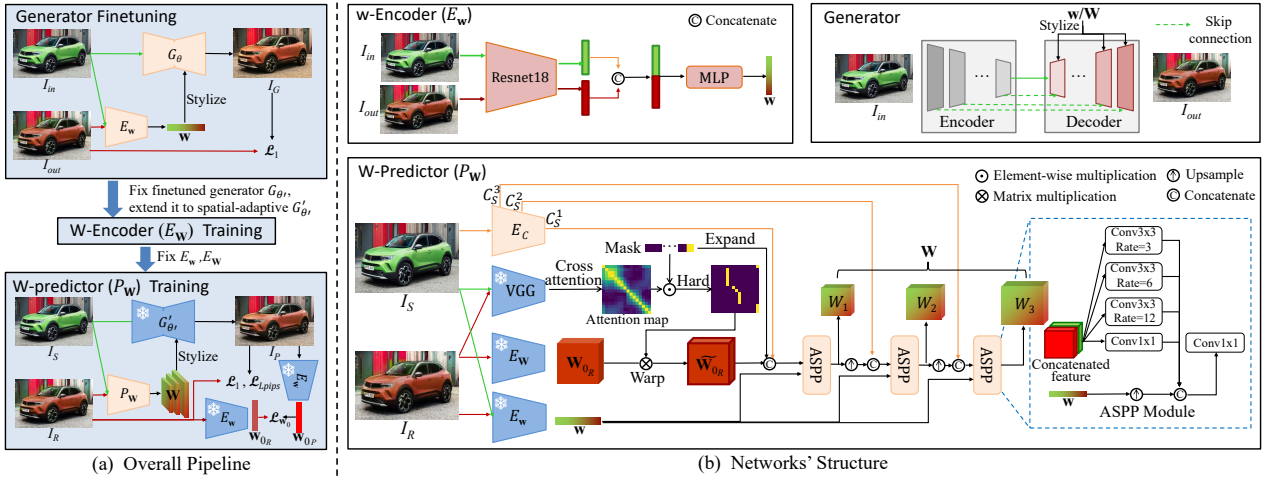 Generator Finetuning
I_in
G_θ
I_G
Stylize
E_w
w
I_out
ℒ_1
Fix finetuned generator G_θ′,
extend it to spatial-adaptive G′_θ′
W-Encoder (E_W) Training
Fix E_w ,E_W
W-predictor (P_W) Training
I_S
G′_θ′
I_P
Stylize
ℒ_1 , ℒ_Lpips
E_w
P_W
W
I_R
E_w
w_0_R
ℒ_w_0
w_0_P
(a) Overall Pipeline
w-Encoder (E_w)
C Concatenate
I_in
I_out
Resnet18
C
MLP
w
Generator
w/W
Stylize
Skip
connection
I_in
...
...
Encoder
Decoder
I_out
W-Predictor (P_W)
Element-wise multiplication
Upsample
Matrix multiplication
C Concatenate
C_S^3
C_S^2
C_S^1
E_C
I_S
Mask
...
Expand
VGG
Cross
attention
Hard
Attention map
E_W
W_0_R
Warp
W̃_0_R
C
I_R
E_w
w
ASPP
C
ASPP
C
ASPP
W
W_1
W_2
W_3
Conv3x3
Rate=3
Conv3x3
Rate=6
Conv3x3
Rate=12
Conv1x1
Conv1x1
Concatenated
feature
w
C
ASPP Module
(b) Networks' Structure